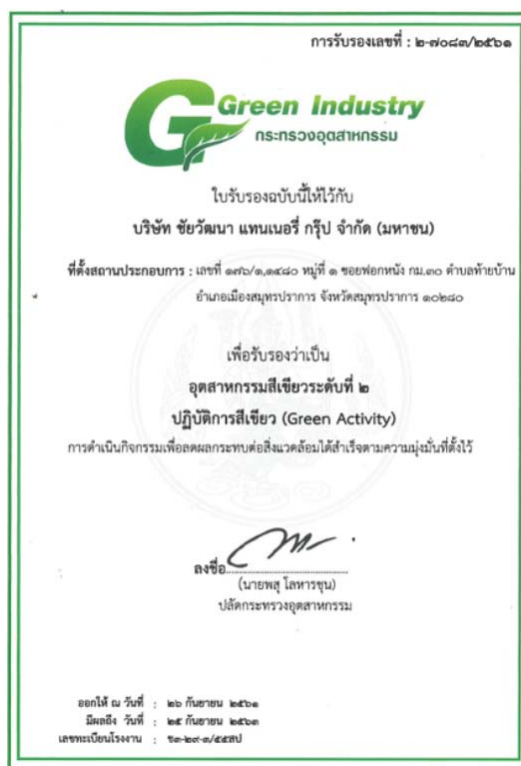 การรับรองเลขที่ : ๒-๗๐๘๓/๒๕๖๑
Green Industry
กระทรวงอุตสาหกรรม
ใบรับรองฉบับนี้ให้ไว้กับ
บริษัท ชัยวัฒนา แทนเนอรี่ กรุ๊ป จำกัด (มหาชน)
ที่ตั้งสถานประกอบการ : เลขที่ ๑๗๖/๑,๑๔๘๐ หมู่ที่ ๑ ซอยฟอกหนัง กม.๓๐ ตำบลท้ายบ้าน
อำเภอเมืองสมุทรปราการ จังหวัดสมุทรปราการ ๑๐๒๘๐
เพื่อรับรองว่าเป็น
อุตสาหกรรมสีเขียวระดับที่ ๒
ปฏิบัติการสีเขียว (Green Activity)
การดำเนินกิจกรรมเพื่อลดผลกระทบต่อสิ่งแวดล้อมได้สำเร็จตามความมุ่งมั่นที่ตั้งไว้
ลงชื่อ
(นายพสุ โลหารชุน)
ปลัดกระทรวงอุตสาหกรรม
ออกให้ ณ วันที่ : ๒๖ กันยายน ๒๕๖๑
มีผลถึง วันที่ : ๒๕ กันยายน ๒๕๖๓
เลขทะเบียนโรงงาน : ข๓-๒๙-๓/๕๕สป